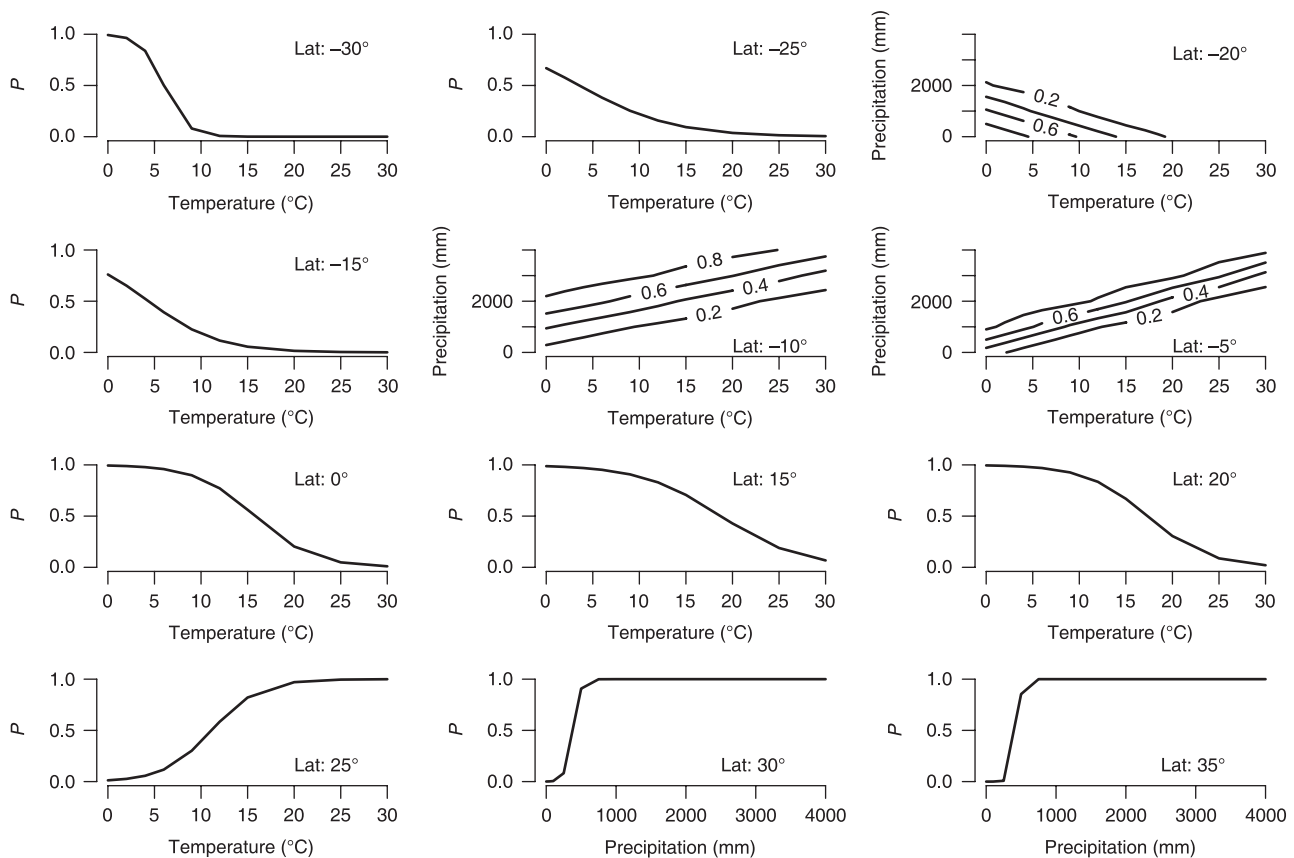 1.0
0.5
0.0
P
Lat: –30°
0 5 10 15 20 25 30
Temperature (°C)
1.0
0.5
0.0
P
Lat: –25°
0 5 10 15 20 25 30
Temperature (°C)
Precipitation (mm)
2000
0
Lat: –20°
0.2
0.6
0 5 10 15 20 25 30
Temperature (°C)
1.0
0.5
0.0
P
Lat: –15°
0 5 10 15 20 25 30
Temperature (°C)
Precipitation (mm)
2000
0
0.8
0.6
0.4
0.2
Lat: –10°
0 5 10 15 20 25 30
Temperature (°C)
Precipitation (mm)
2000
0
0.6
0.4
0.2
Lat: –5°
0 5 10 15 20 25 30
Temperature (°C)
1.0
0.5
0.0
P
Lat: 0°
0 5 10 15 20 25 30
Temperature (°C)
1.0
0.5
0.0
P
Lat: 15°
0 5 10 15 20 25 30
Temperature (°C)
1.0
0.5
0.0
P
Lat: 20°
0 5 10 15 20 25 30
Temperature (°C)
1.0
0.5
0.0
P
Lat: 25°
0 5 10 15 20 25 30
Temperature (°C)
1.0
0.5
0.0
P
Lat: 30°
0 1000 2000 3000 4000
Precipitation (mm)
1.0
0.5
0.0
P
Lat: 35°
0 1000 2000 3000 4000
Precipitation (mm)